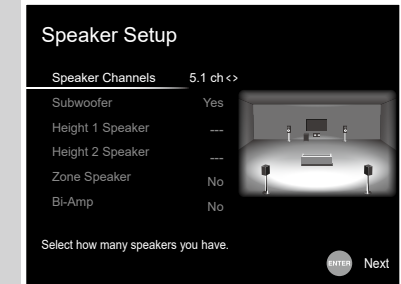 Speaker Setup
Speaker Channels 5.1 ch <>
Subwoofer Yes
Height 1 Speaker ---
Height 2 Speaker ---
Zone Speaker No
Bi-Amp No
Select how many speakers you have.
ENTER Next